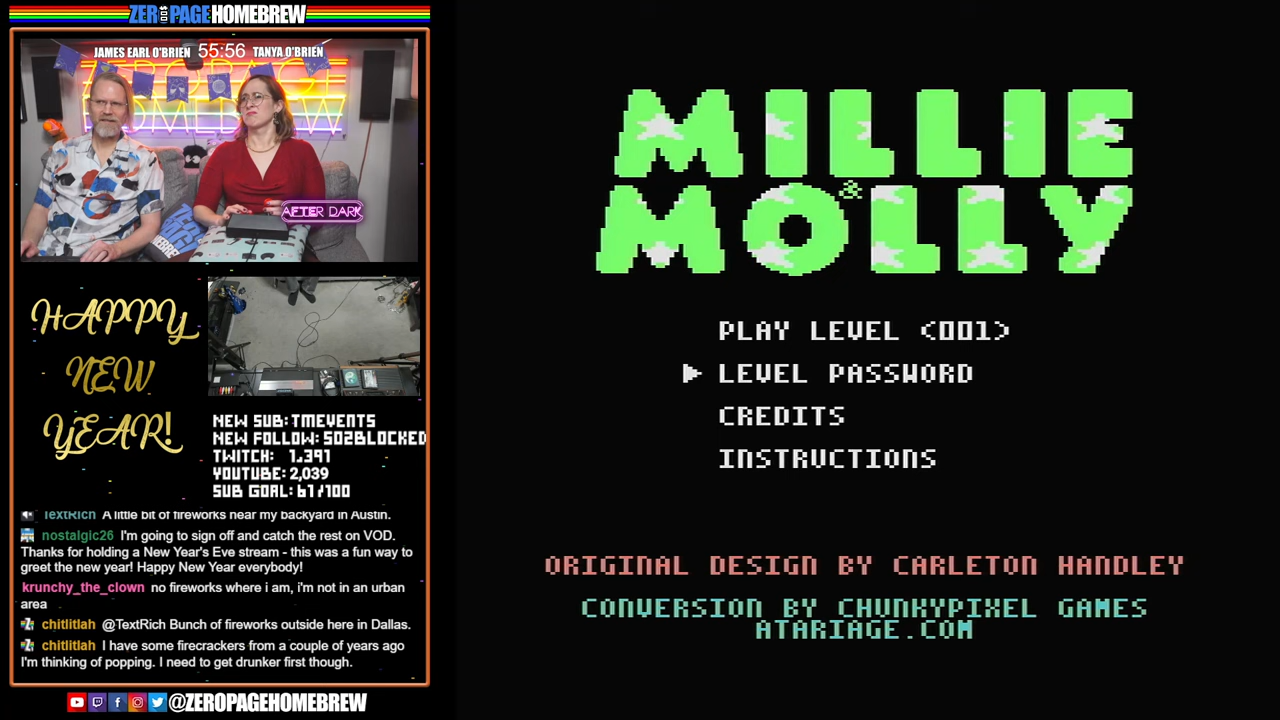 ZEROPAGEHOMEBREW
JAMES EARL O'BRIEN 55:56 TANYA O'BRIEN
AFTER DARK
HAPPY
NEW
YEAR!
NEW SUB: TMEVENTS
NEW FOLLOW: 502BLOCKED
TWITCH: 1,391
YOUTUBE: 2,039
SUB GOAL: 67/100
TextRich A little bit of fireworks near my backyard in Austin.
nostalgic26 I'm going to sign off and catch the rest on VOD.
Thanks for holding a New Year's Eve stream - this was a fun way to
greet the new year! Happy New Year everybody!
krunchy_the_clown no fireworks where i am, i'm not in an urban
area
chitlitlah @TextRich Bunch of fireworks outside here in Dallas.
chitlitlah I have some firecrackers from a couple of years ago
I'm thinking of popping. I need to get drunker first though.
@ZEROPAGEHOMEBREW
MILLIE
&
MOLLY
PLAY LEVEL <001>
LEVEL PASSWORD
CREDITS
INSTRUCTIONS
ORIGINAL DESIGN BY CARLETON HANDLEY
CONVERSION BY CHUNKYPIXEL GAMES
ATARIAGE.COM